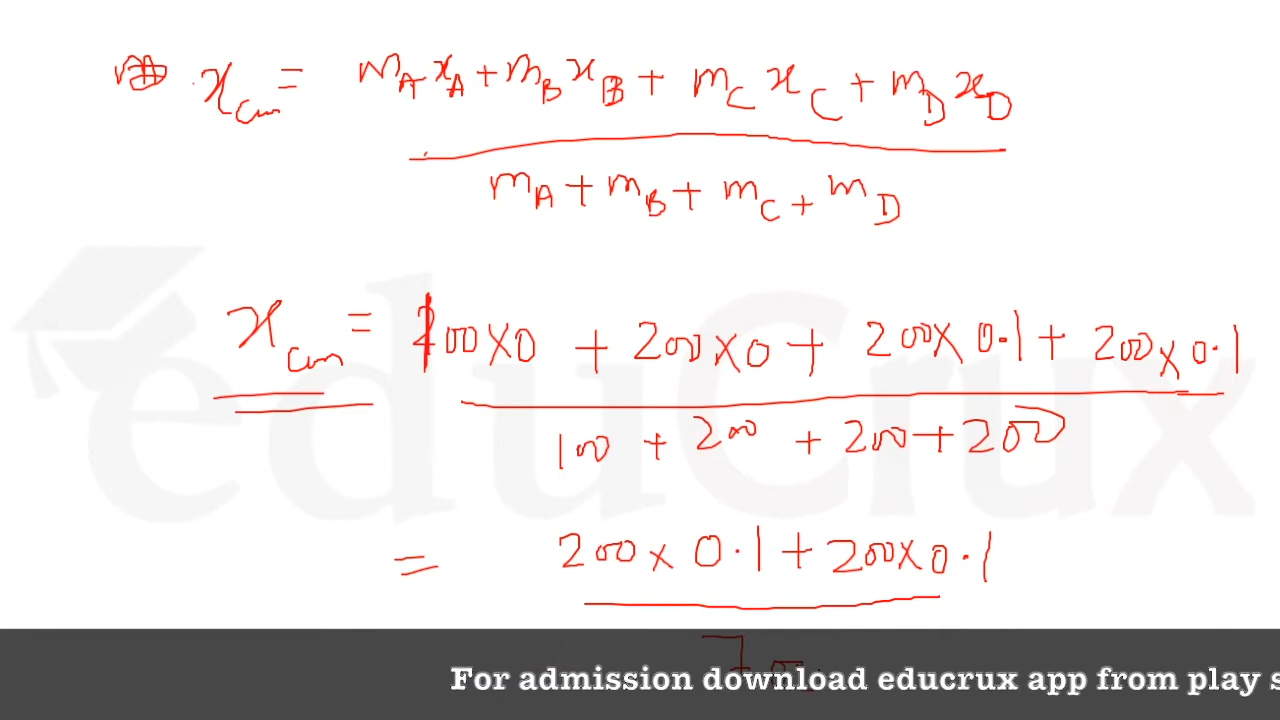 x_cm = m_A x_A + m_B x_B + m_C x_C + m_D x_D
m_A + m_B + m_C + m_D
x_cm = 100×0 + 200×0 + 200×0.1 + 200×0.1
100 + 200 + 200 + 200
eduCrux
= 200×0.1 + 200×0.1
700
For admission download educrux app from play s